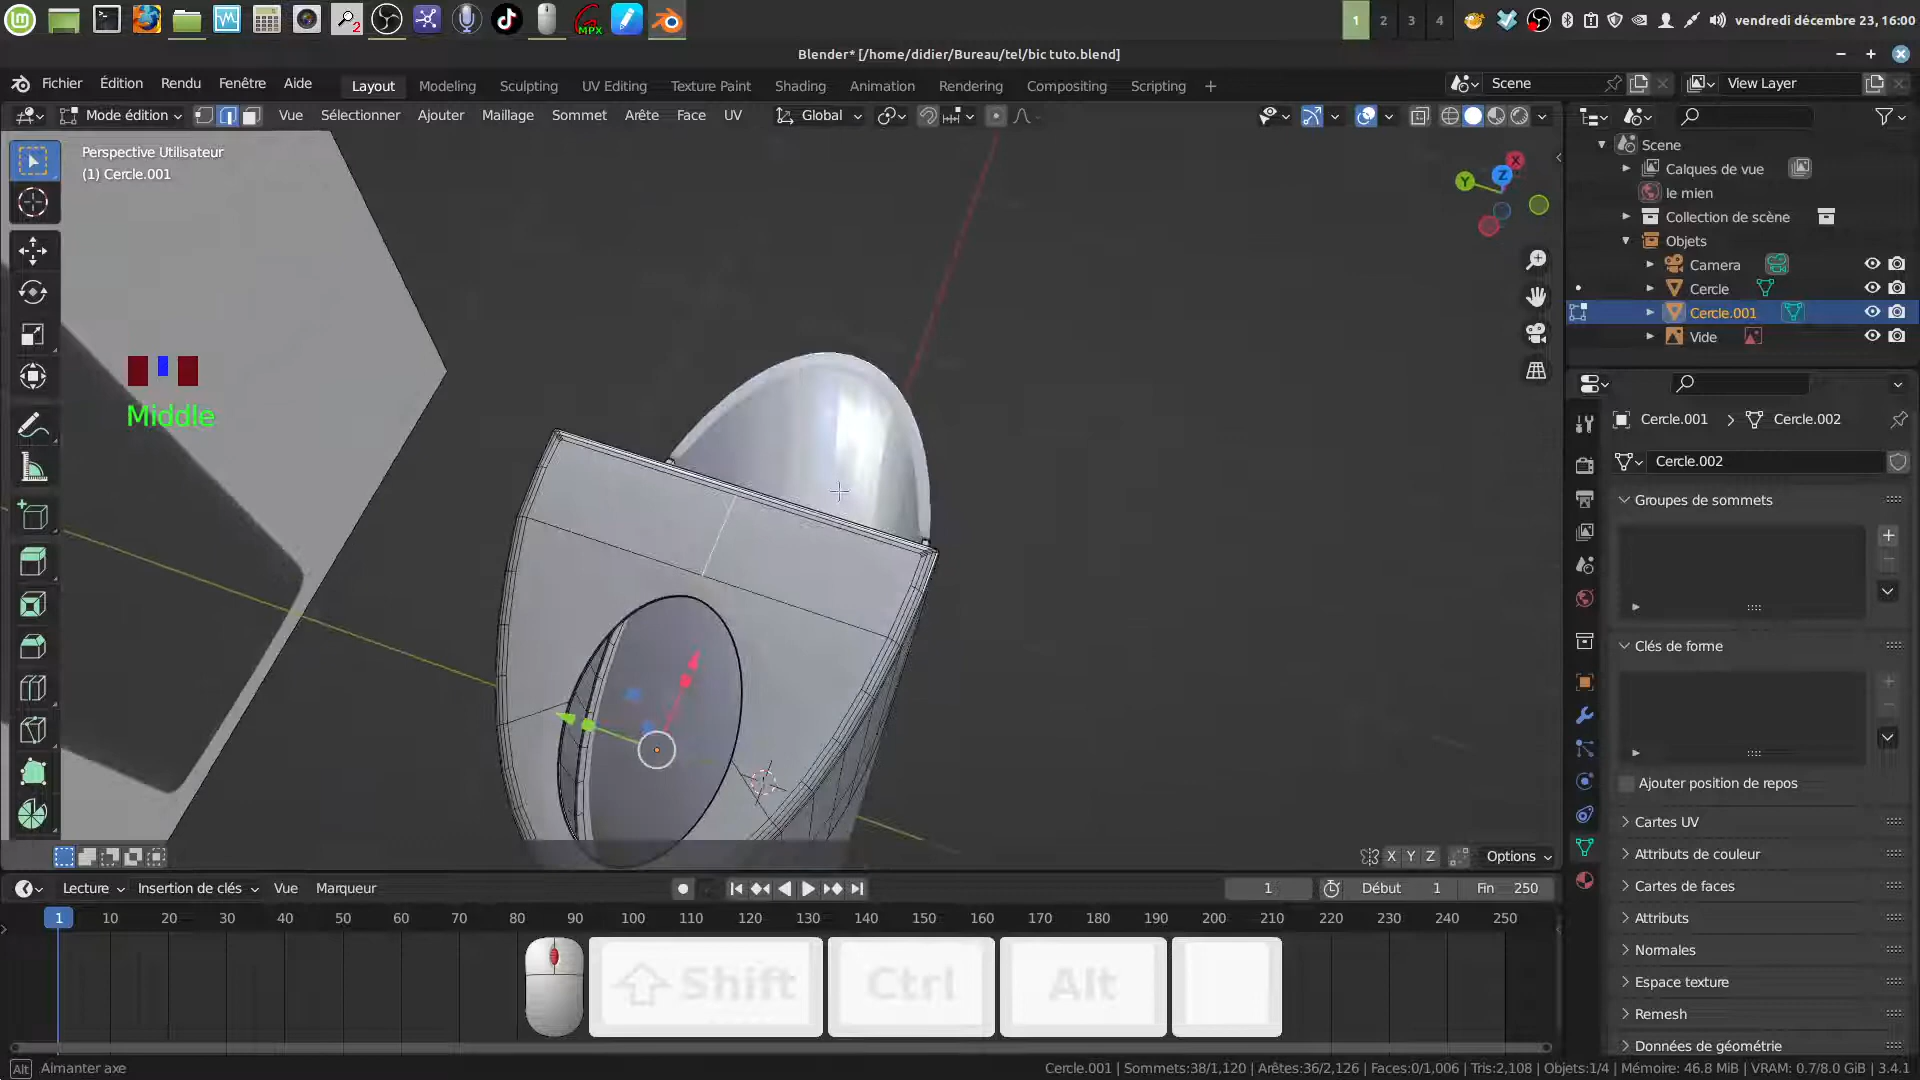 1 2 3 4 vendredi décembre 23, 16:00
Blender* [/home/didier/Bureau/tel/bic tuto.blend]
Fichier Édition Rendu Fenêtre Aide Layout Modeling Sculpting UV Editing Texture Paint Shading Animation Rendering Compositing Scripting + Scene View Layer
Mode édition Vue Sélectionner Ajouter Maillage Sommet Arête Face UV Global
Perspective Utilisateur
(1) Cercle.001
Scene
Calques de vue
le mien
Collection de scène
Objets
Camera
Cercle
Cercle.001
Vide
X
Y
Z
Middle
Cercle.001 > Cercle.002
Cercle.002
Groupes de sommets
Clés de forme
Ajouter position de repos
Cartes UV
Attributs de couleur
Cartes de faces
Attributs
Normales
Espace texture
Remesh
Données de géométrie
X Y Z Options
Lecture Insertion de clés Vue Marqueur 1 Début 1 Fin 250
1 10 20 30 40 50 60 70 80 90 100 110 120 130 140 150 160 170 180 190 200 210 220 230 240 250
Shift Ctrl Alt
Alt Aimanter axe
Cercle.001 | Sommets:38/1,120 | Arêtes:36/2,126 | Faces:0/1,006 | Tris:2,108 | Objets:1/4 | Mémoire: 46.8 MiB | VRAM: 0.7/8.0 GiB | 3.4.1